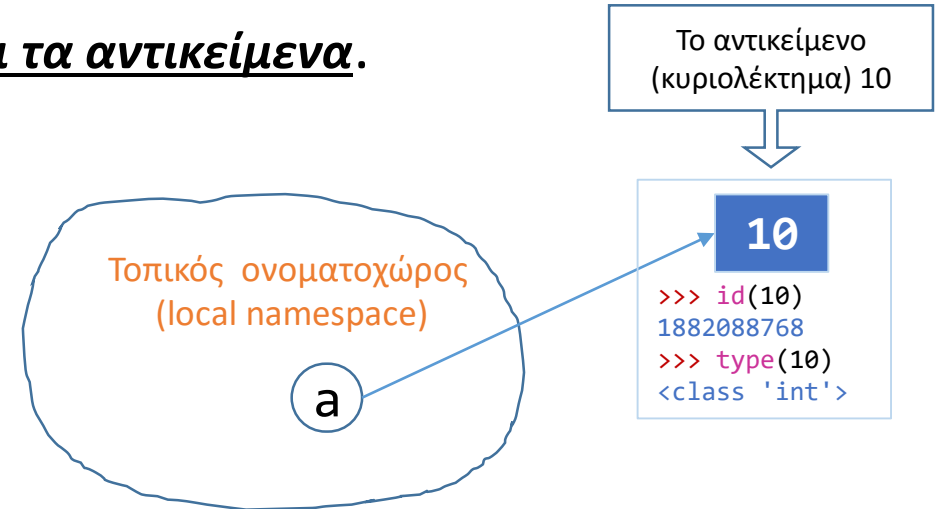 τα αντικείμενα.
Το αντικείμενο
(κυριολέκτημα) 10
Τοπικός ονοματοχώρος
(local namespace)
a
10
>>> id(10)
1882088768
>>> type(10)
<class 'int'>